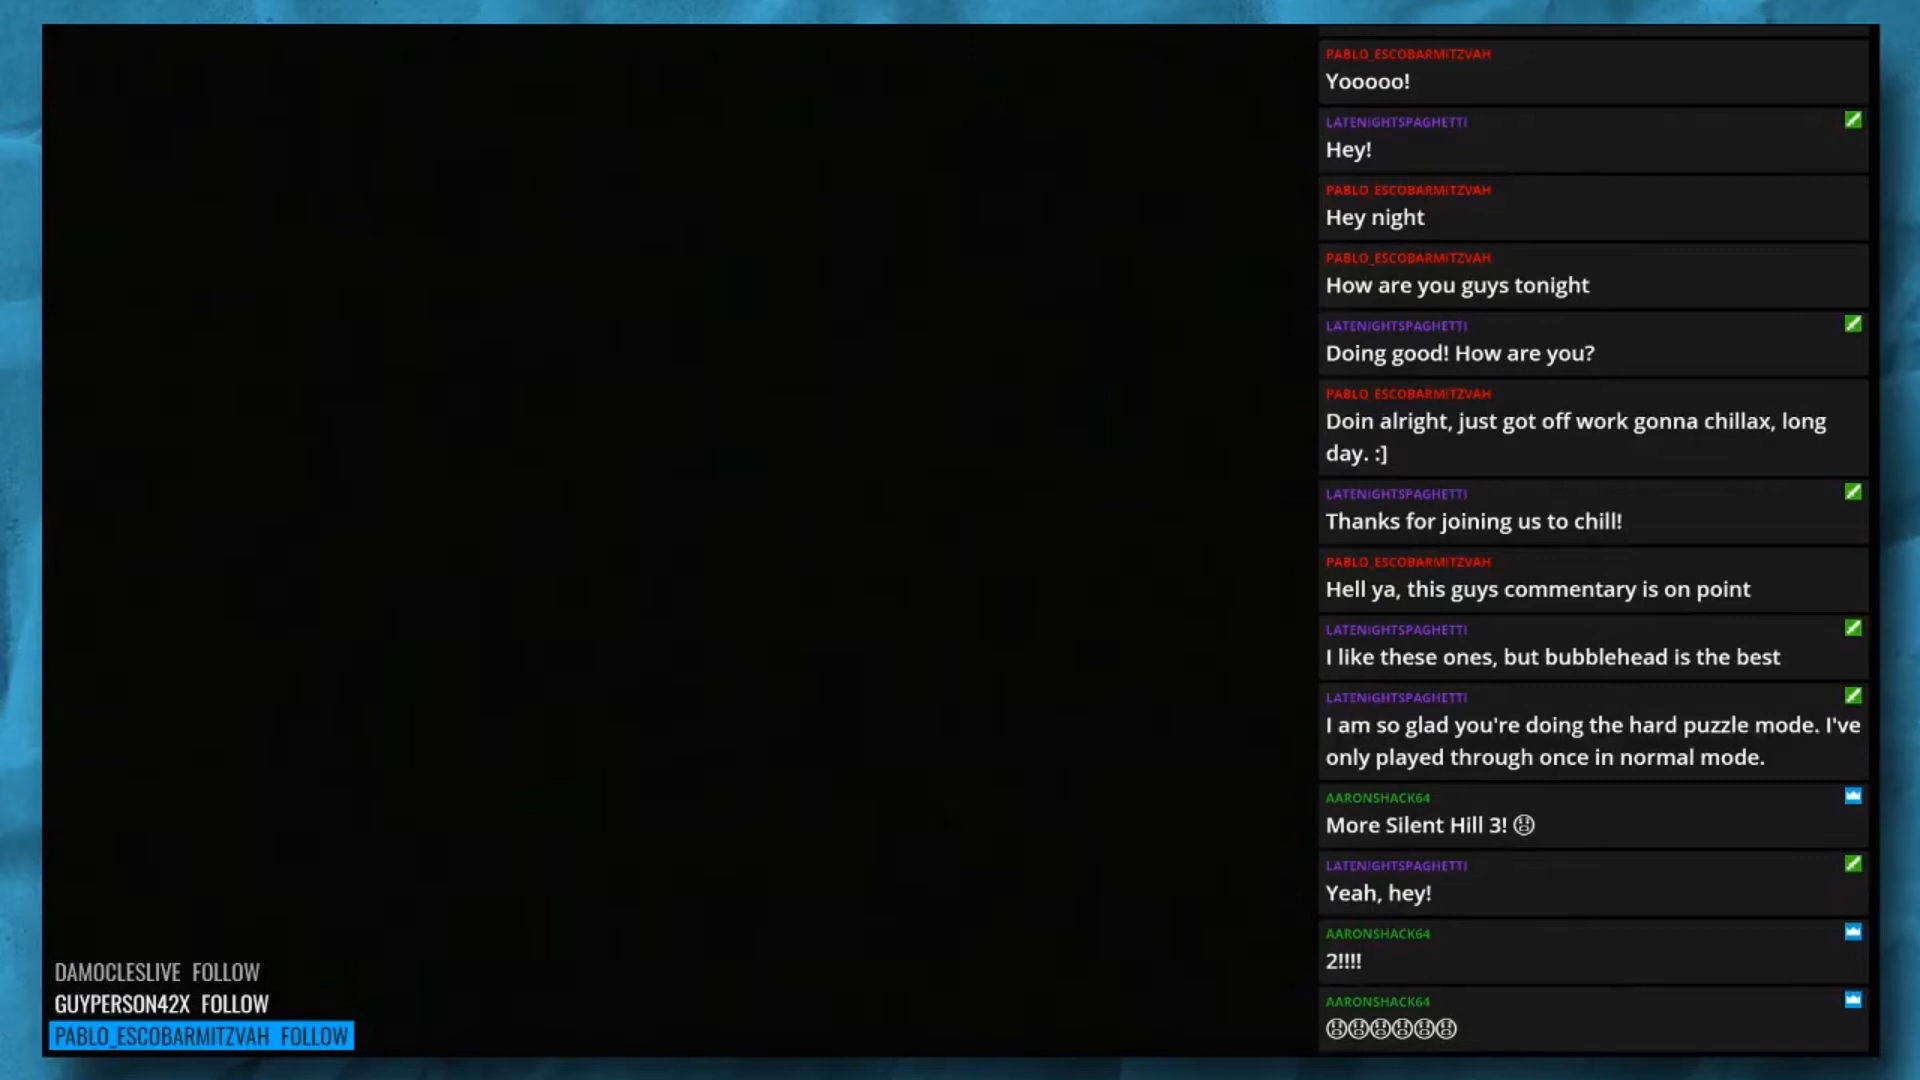 PABLO_ESCOBARMITZVAH
Yooooo!
LATENIGHTSPAGHETTI
Hey!
PABLO_ESCOBARMITZVAH
Hey night
PABLO_ESCOBARMITZVAH
How are you guys tonight
LATENIGHTSPAGHETTI
Doing good! How are you?
PABLO_ESCOBARMITZVAH
Doin alright, just got off work gonna chillax, long
day. :]
LATENIGHTSPAGHETTI
Thanks for joining us to chill!
PABLO_ESCOBARMITZVAH
Hell ya, this guys commentary is on point
LATENIGHTSPAGHETTI
I like these ones, but bubblehead is the best
LATENIGHTSPAGHETTI
I am so glad you're doing the hard puzzle mode. I've
only played through once in normal mode.
AARONSHACK64
More Silent Hill 3! 😧
LATENIGHTSPAGHETTI
Yeah, hey!
AARONSHACK64
2!!!!
AARONSHACK64
😧😧😧😧😧😧
DAMOCLESLIVE FOLLOW
GUYPERSON42X FOLLOW
PABLO_ESCOBARMITZVAH FOLLOW